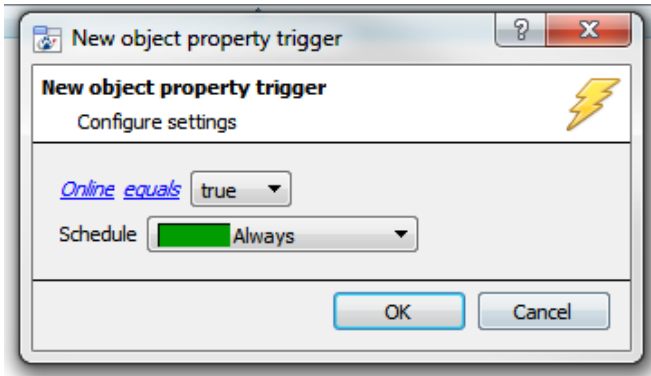 New object property trigger
New object property trigger
Configure settings
Online equals true
Schedule Always
OK Cancel